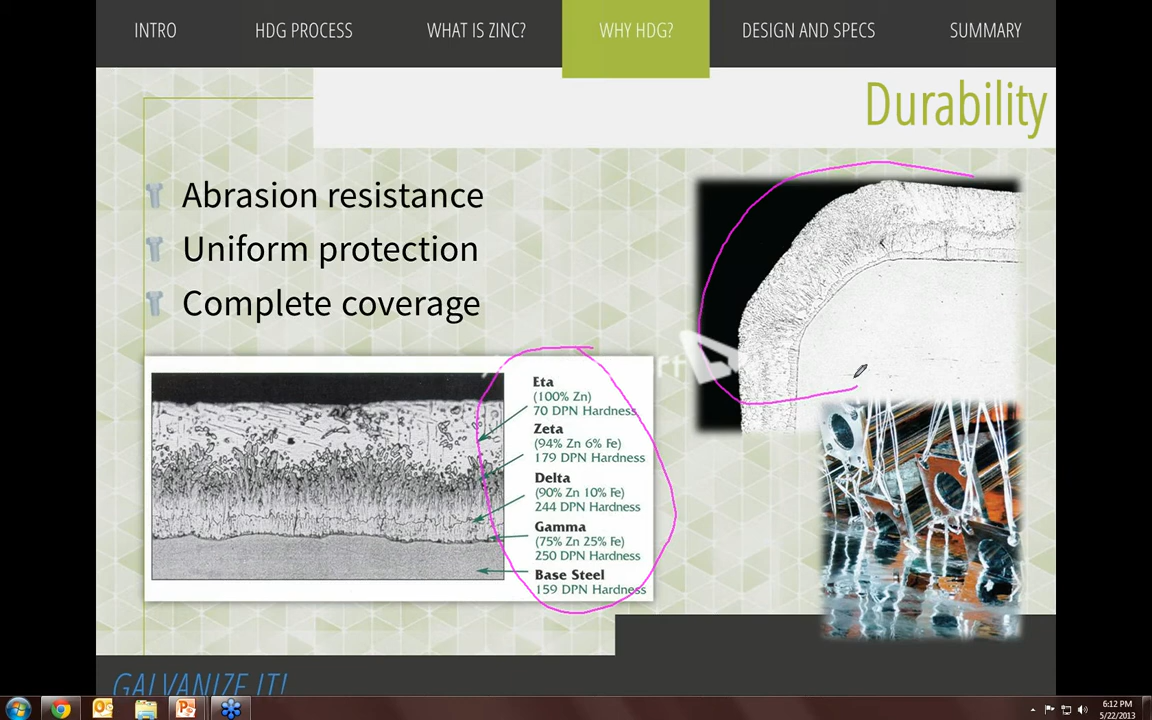 INTRO
HDG PROCESS
WHAT IS ZINC?
WHY HDG?
DESIGN AND SPECS
SUMMARY
Durability
Abrasion resistance
Uniform protection
Complete coverage
Eta
(100% Zn)
70 DPN Hardness
Zeta
(94% Zn 6% Fe)
179 DPN Hardness
Delta
(90% Zn 10% Fe)
244 DPN Hardness
Gamma
(75% Zn 25% Fe)
250 DPN Hardness
Base Steel
159 DPN Hardness
GALVANIZE IT!
6:12 PM
5/22/2013